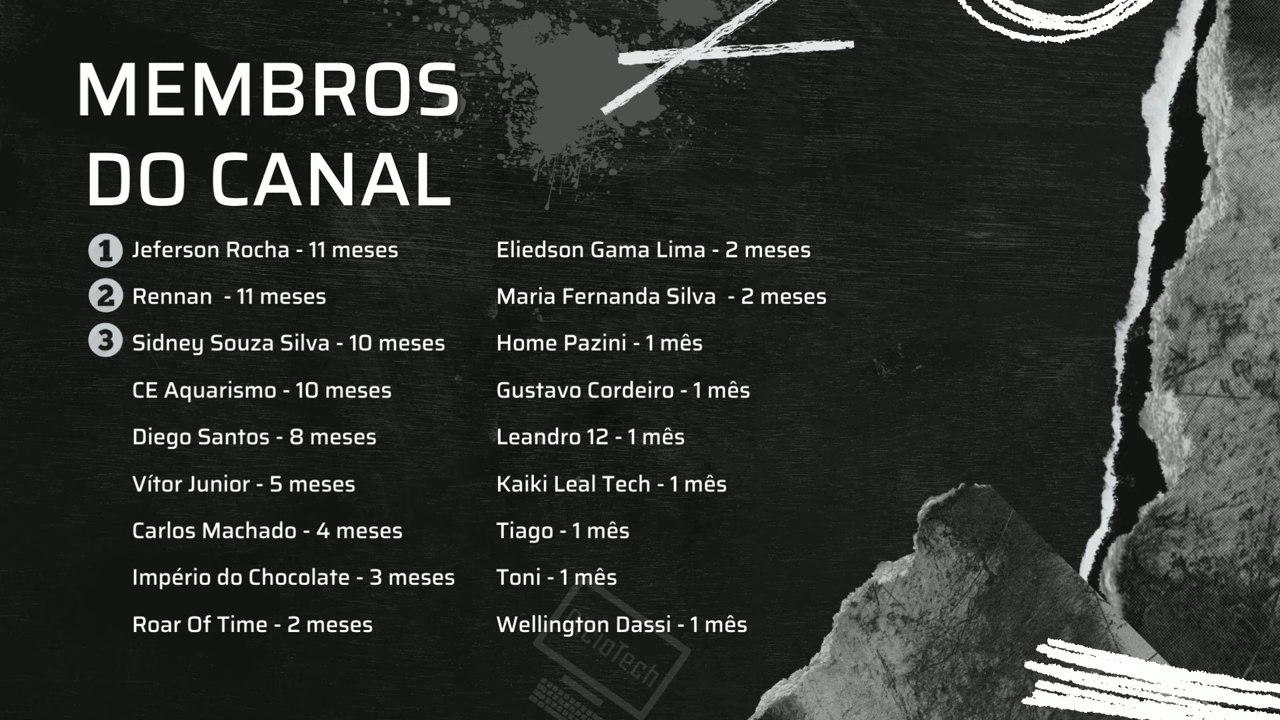 MEMBROS
DO CANAL
1 Jeferson Rocha - 11 meses
2 Rennan - 11 meses
3 Sidney Souza Silva - 10 meses
CE Aquarismo - 10 meses
Diego Santos - 8 meses
Vítor Junior - 5 meses
Carlos Machado - 4 meses
Império do Chocolate - 3 meses
Roar Of Time - 2 meses
Eliedson Gama Lima - 2 meses
Maria Fernanda Silva - 2 meses
Home Pazini - 1 mês
Gustavo Cordeiro - 1 mês
Leandro 12 - 1 mês
Kaiki Leal Tech - 1 mês
Tiago - 1 mês
Toni - 1 mês
Wellington Dassi - 1 mês